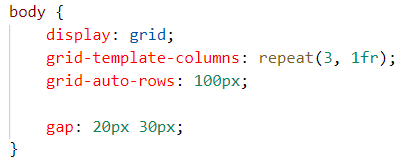 body {
    display: grid;
    grid-template-columns: repeat(3, 1fr);
    grid-auto-rows: 100px;

    gap: 20px 30px;
}